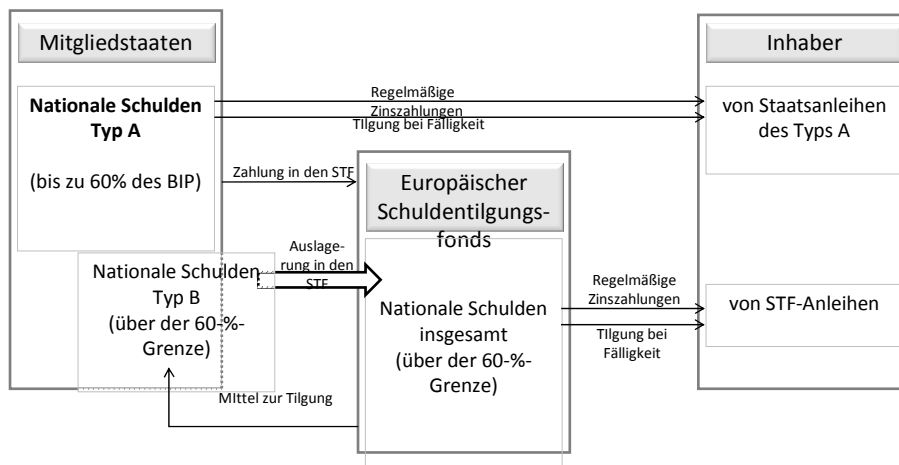 Mitgliedstaaten
Nationale Schulden
Typ A
(bis zu 60% des BIP)
Nationale Schulden
Typ B
(über der 60-%-
Grenze)
Regelmäßige
Zinszahlungen
TIlgung bei Fälligkeit
Zahlung in den STF
Auslage-
rung in den
STF
MIttel zur Tilgung
Europäischer
Schuldentilgungs-
fonds
Nationale Schulden
insgesamt
(über der 60-%-
Grenze)
Regelmäßige
Zinszahlungen
TIlgung bei
Fälligkeit
Inhaber
von Staatsanleihen
des Typs A
von STF-Anleihen